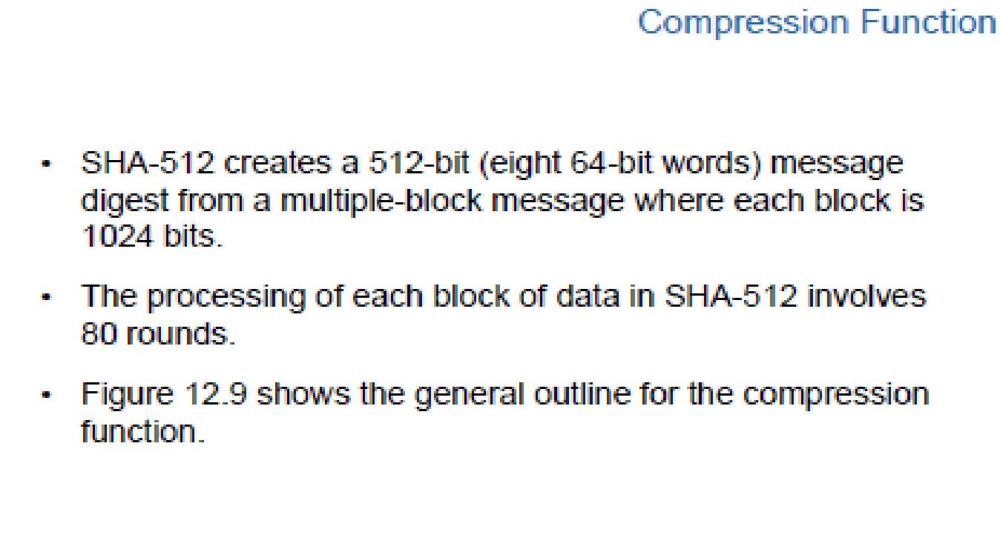 Compression Function
• SHA-512 creates a 512-bit (eight 64-bit words) message
digest from a multiple-block message where each block is
1024 bits.
• The processing of each block of data in SHA-512 involves
80 rounds.
• Figure 12.9 shows the general outline for the compression
function.